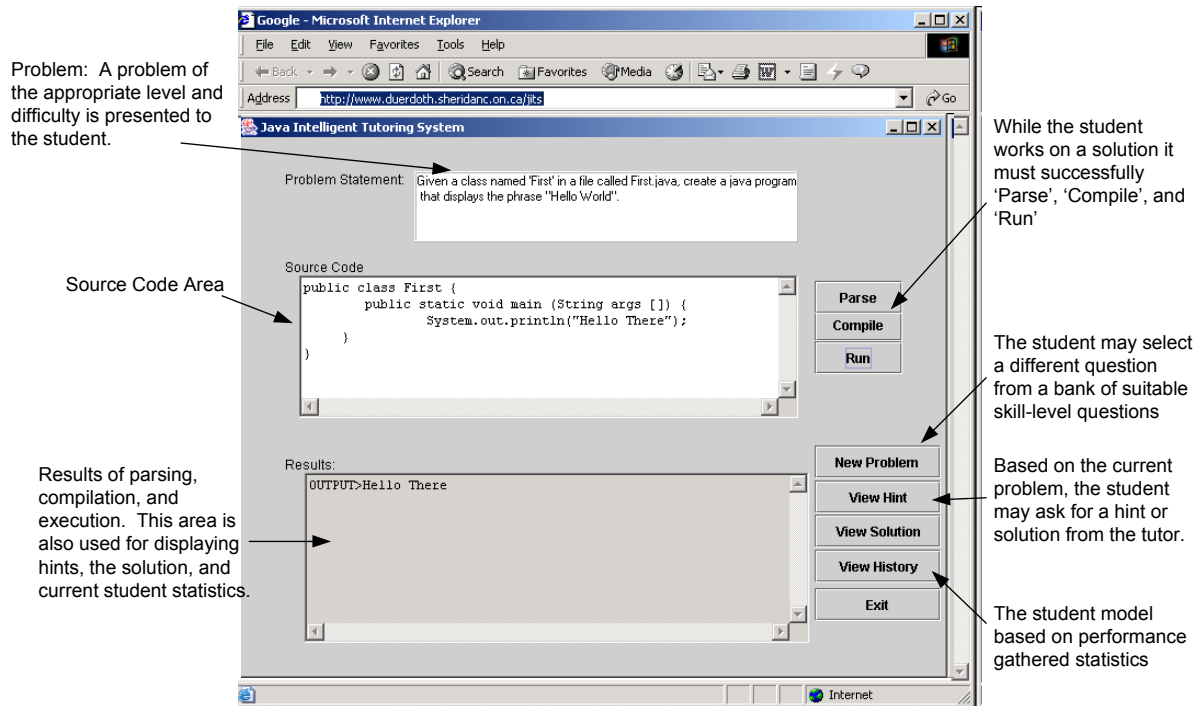 Google - Microsoft Internet Explorer
File Edit View Favorites Tools Help
Back Search Favorites Media
Address http://www.duerdoth.sheridanc.on.ca/jits Go
Java Intelligent Tutoring System
Problem: A problem of
the appropriate level and
difficulty is presented to
the student.
Problem Statement:
Given a class named 'First' in a file called First.java, create a java program
that displays the phrase "Hello World".
While the student
works on a solution it
must successfully
‘Parse’, ‘Compile’, and
‘Run’
Source Code Area
Source Code
public class First {
public static void main (String args []) {
System.out.println("Hello There");
}
}
Parse
Compile
Run
The student may select
a different question
from a bank of suitable
skill-level questions
Results of parsing,
compilation, and
execution. This area is
also used for displaying
hints, the solution, and
current student statistics.
Results:
OUTPUT>Hello There
New Problem
View Hint
View Solution
View History
Exit
Based on the current
problem, the student
may ask for a hint or
solution from the tutor.
The student model
based on performance
gathered statistics
Internet